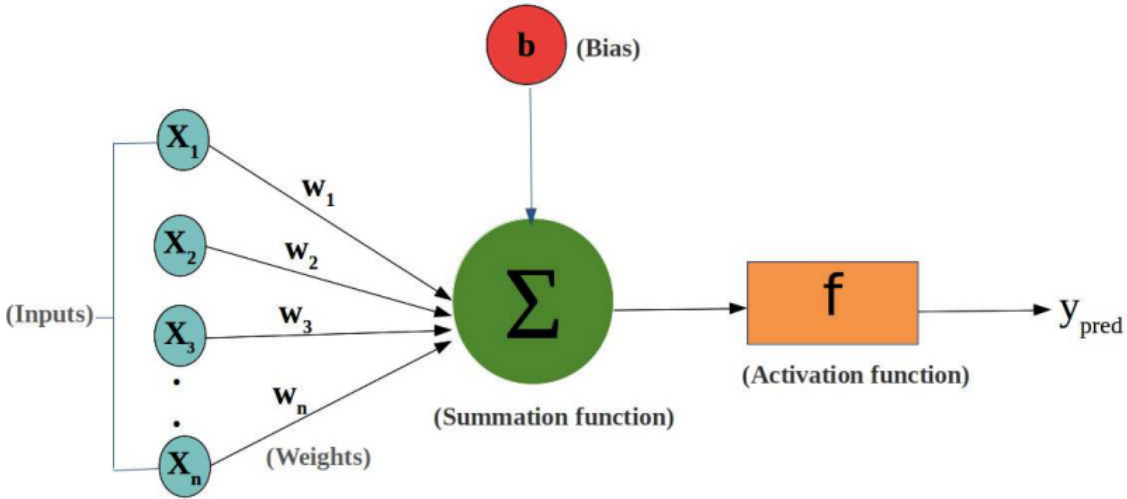 b (Bias)
X1
w1
X2
w2
(Inputs)
X3
w3
Σ
f
ypred
.
.
wn
(Activation function)
(Summation function)
Xn
(Weights)